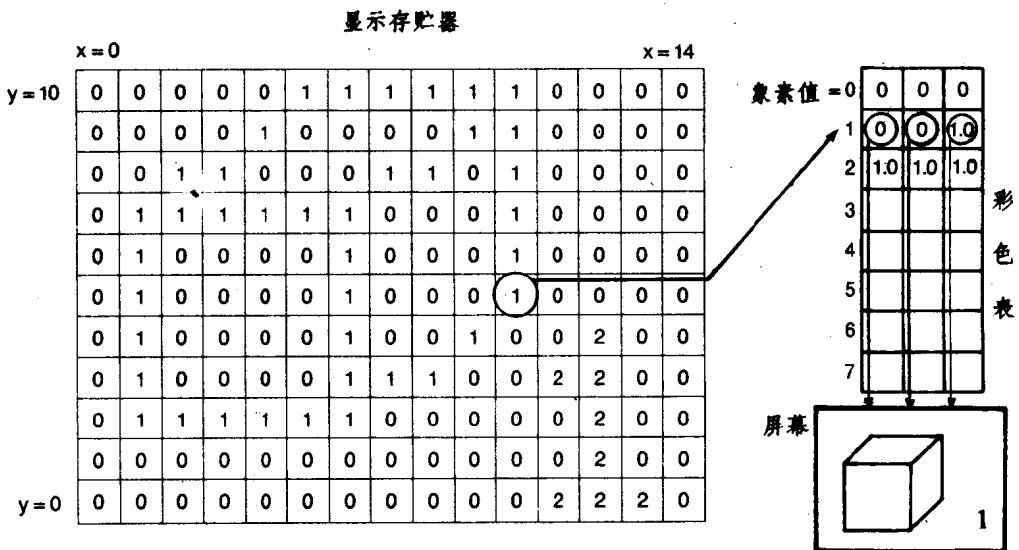 显示存贮器
x = 0
x = 14
y = 10
0 0 0 0 0 1 1 1 1 1 1 0 0 0 0
0 0 0 0 1 0 0 0 0 1 1 0 0 0 0
0 0 1 1 0 0 0 1 1 0 1 0 0 0 0
0 1 1 1 1 1 1 0 0 0 1 0 0 0 0
0 1 0 0 0 0 1 0 0 0 1 0 0 0 0
0 1 0 0 0 0 1 0 0 0 1 0 0 0 0
0 1 0 0 0 0 1 0 0 1 0 0 2 0 0
0 1 0 0 0 0 1 1 1 0 0 2 2 0 0
0 1 1 1 1 1 1 0 0 0 0 0 2 0 0
0 0 0 0 0 0 0 0 0 0 0 0 2 0 0
y = 0
0 0 0 0 0 0 0 0 0 0 0 2 2 2 0
象素值 = 0 0 0 0
1 0 0 1.0
2 1.0 1.0 1.0
3
4
5
6
7
彩色表
屏幕
1